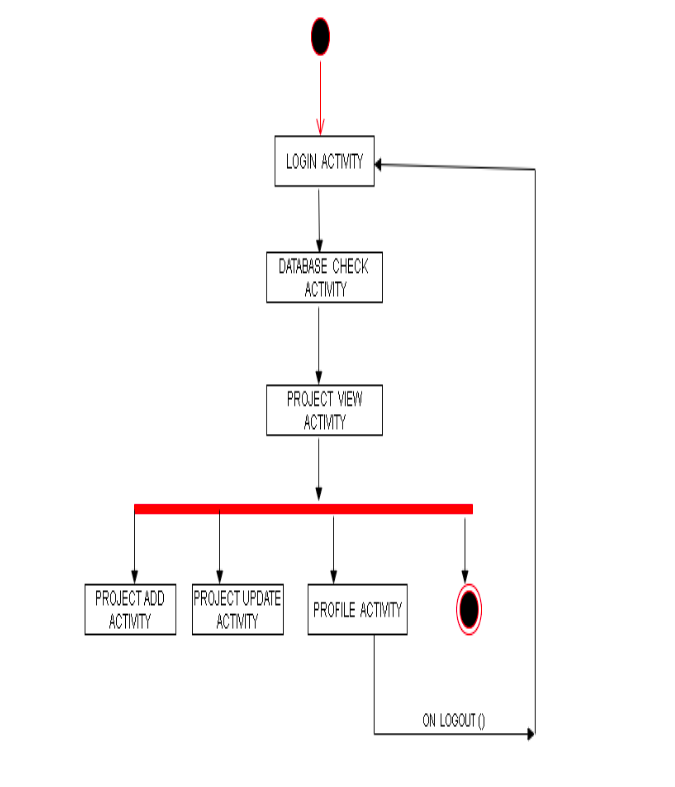 LOGIN ACTIVITY
DATABASE CHECK
ACTIVITY
PROJECT VIEW
ACTIVITY
PROJECT ADD
ACTIVITY
PROJECT UPDATE
ACTIVITY
PROFILE ACTIVITY
ON LOGOUT ()